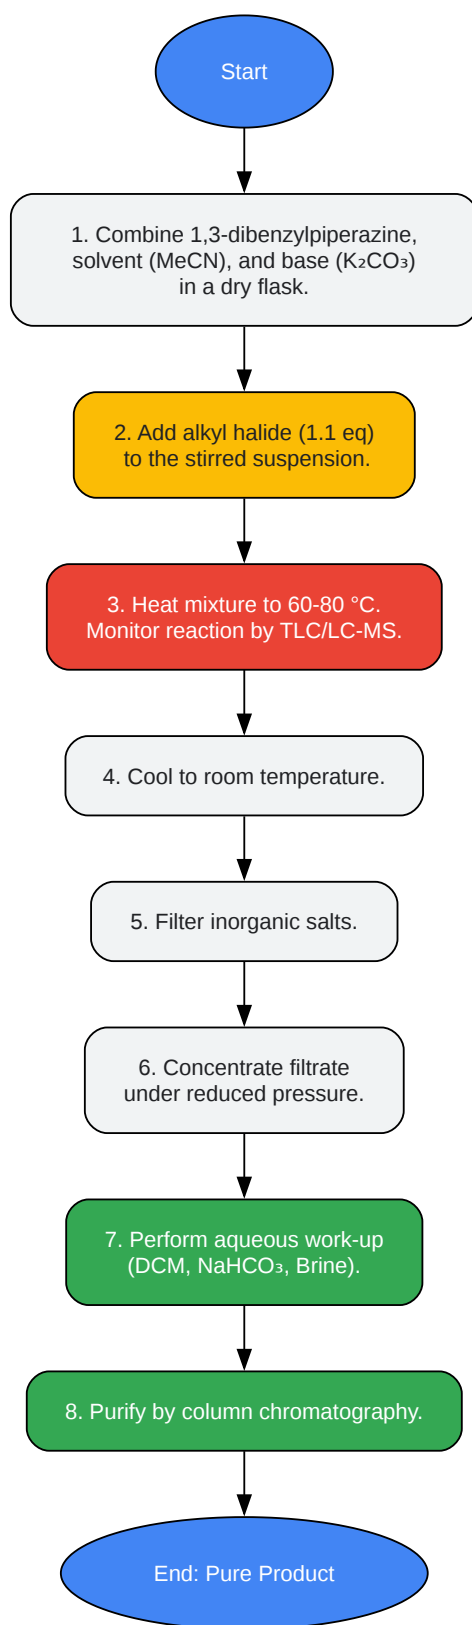 Start
1. Combine 1,3-dibenzylpiperazine,
solvent (MeCN), and base (K₂CO₃)
in a dry flask.
2. Add alkyl halide (1.1 eq)
to the stirred suspension.
3. Heat mixture to 60-80 °C.
Monitor reaction by TLC/LC-MS.
4. Cool to room temperature.
5. Filter inorganic salts.
6. Concentrate filtrate
under reduced pressure.
7. Perform aqueous work-up
(DCM, NaHCO₃, Brine).
8. Purify by column chromatography.
End: Pure Product